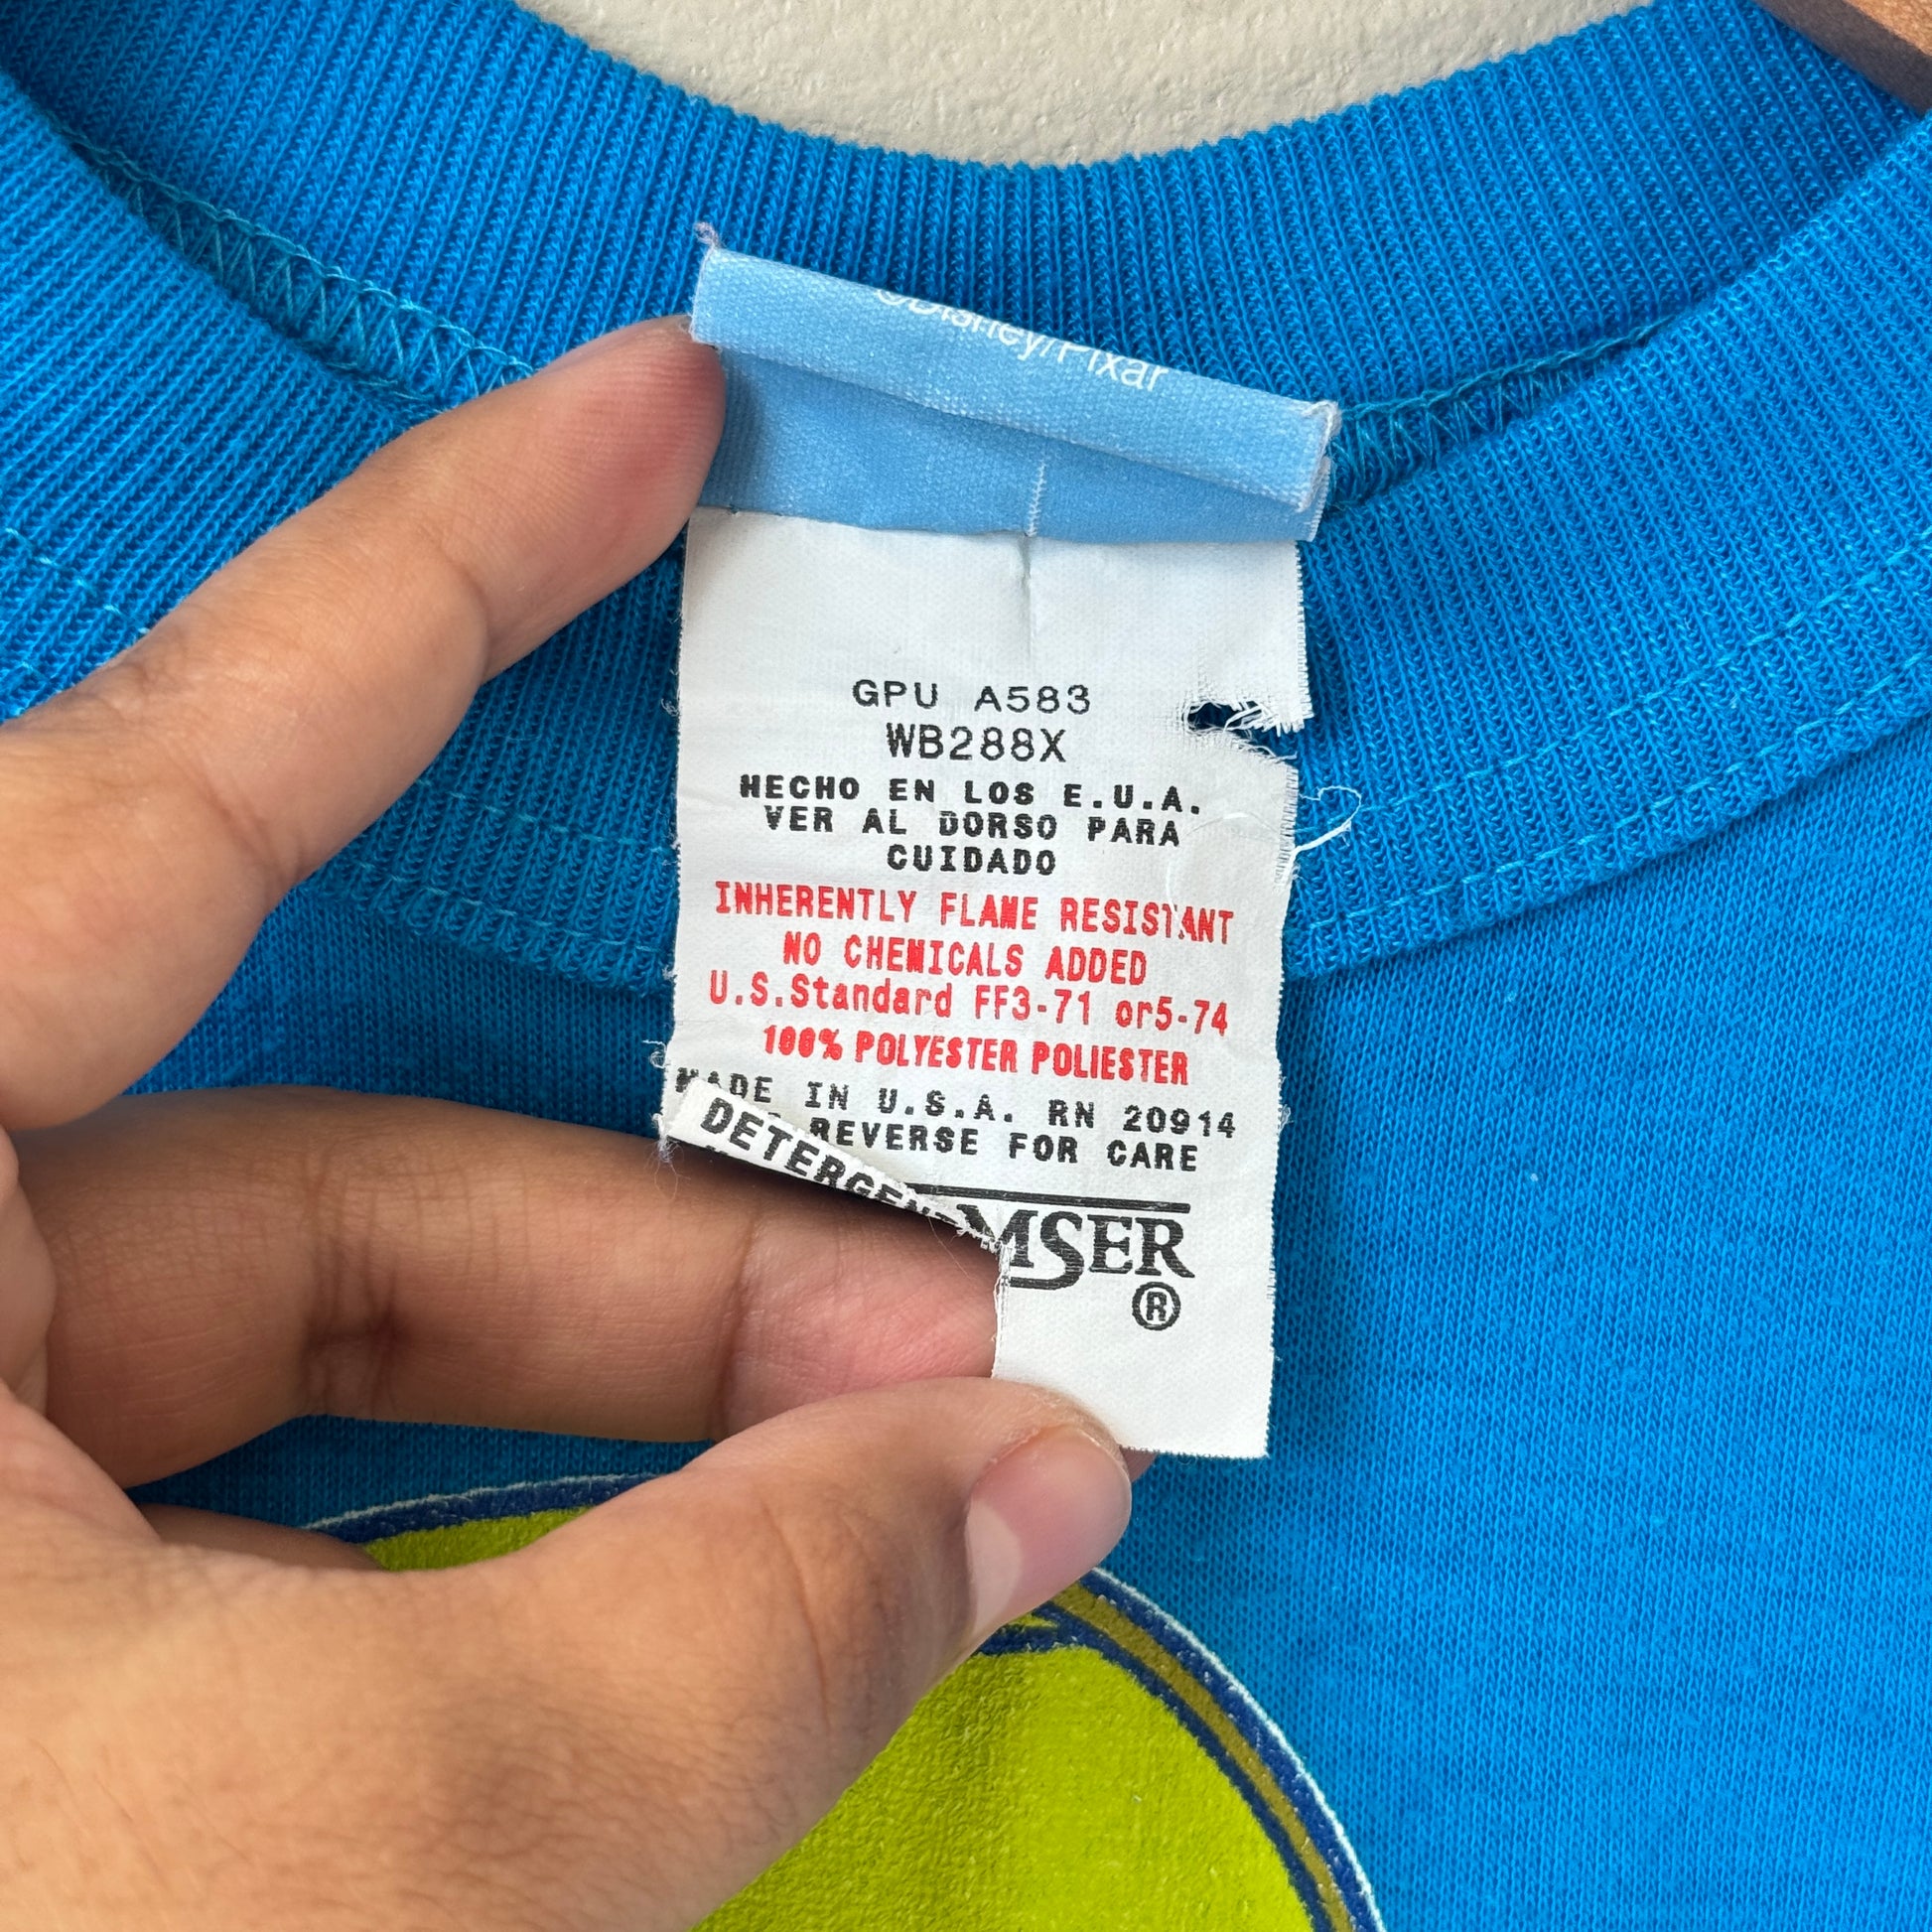 ©Disney/Pixar
GPU A583
WB288X
HECHO EN LOS E.U.A.
VER AL DORSO PARA
CUIDADO
INHERENTLY FLAME RESISTANT
NO CHEMICALS ADDED
U.S.Standard FF3-71 or5-74
100% POLYESTER POLIESTER
MADE IN U.S.A. RN 20914
REVERSE FOR CARE
DETERGENT
MSER
®